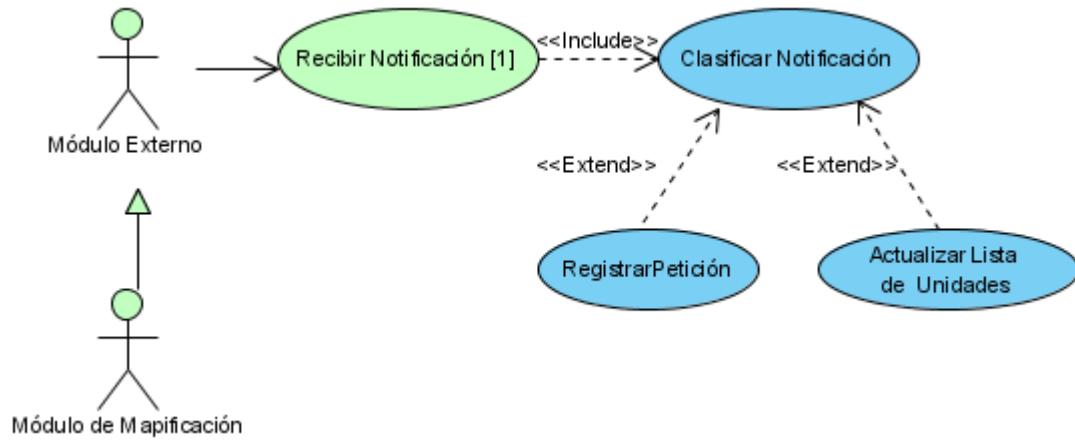 Recibir Notificación [1]
<<Include>>
Clasificar Notificación
Módulo Externo
<<Extend>>
<<Extend>>
RegistrarPetición
Actualizar Lista
de Unidades
Módulo de Mapificación